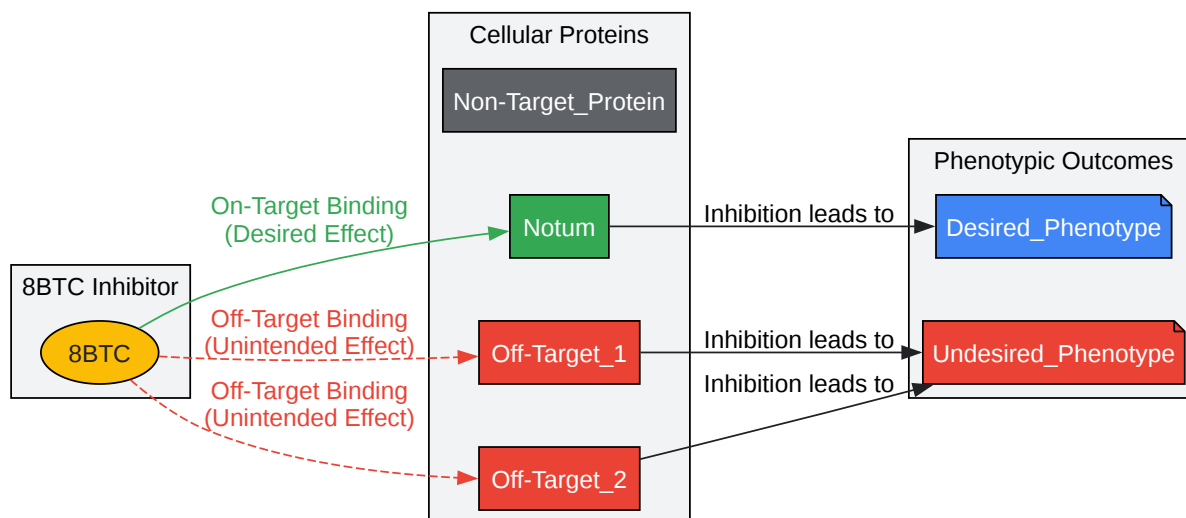 Cellular Proteins
Non-Target_Protein
Phenotypic Outcomes
On-Target Binding
(Desired Effect)
Notum
Inhibition leads to
Desired_Phenotype
8BTC Inhibitor
8BTC
Off-Target Binding
(Unintended Effect)
Off-Target_1
Inhibition leads to
Undesired_Phenotype
Off-Target Binding
(Unintended Effect)
Inhibition leads to
Off-Target_2